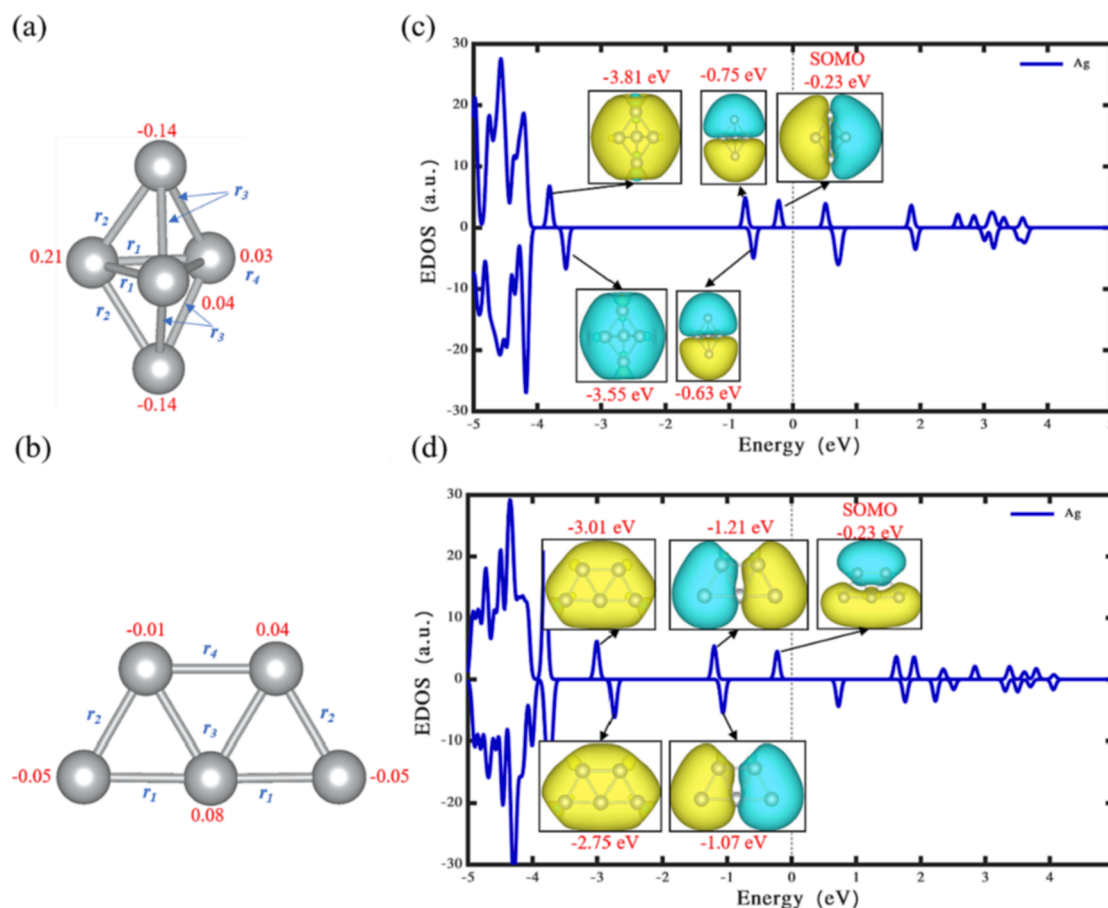 (a)
-0.14
r2
r3
0.21
r1
0.03
r1
r4
0.04
r2
r3
-0.14
(c)
30
20
10
0
-10
-20
-30
EDOS (a.u.)
-3.81 eV
-0.75 eV
SOMO
-0.23 eV
Ag
-3.55 eV
-0.63 eV
-5 -4 -3 -2 -1 0 1 2 3 4
Energy (eV)
(b)
-0.01
0.04
r4
r2
r3
r2
-0.05
-0.05
r1
r1
0.08
(d)
30
20
10
0
-10
-20
-30
EDOS (a.u.)
-3.01 eV
-1.21 eV
SOMO
-0.23 eV
Ag
-2.75 eV
-1.07 eV
-5 -4 -3 -2 -1 0 1 2 3 4
Energy (eV)